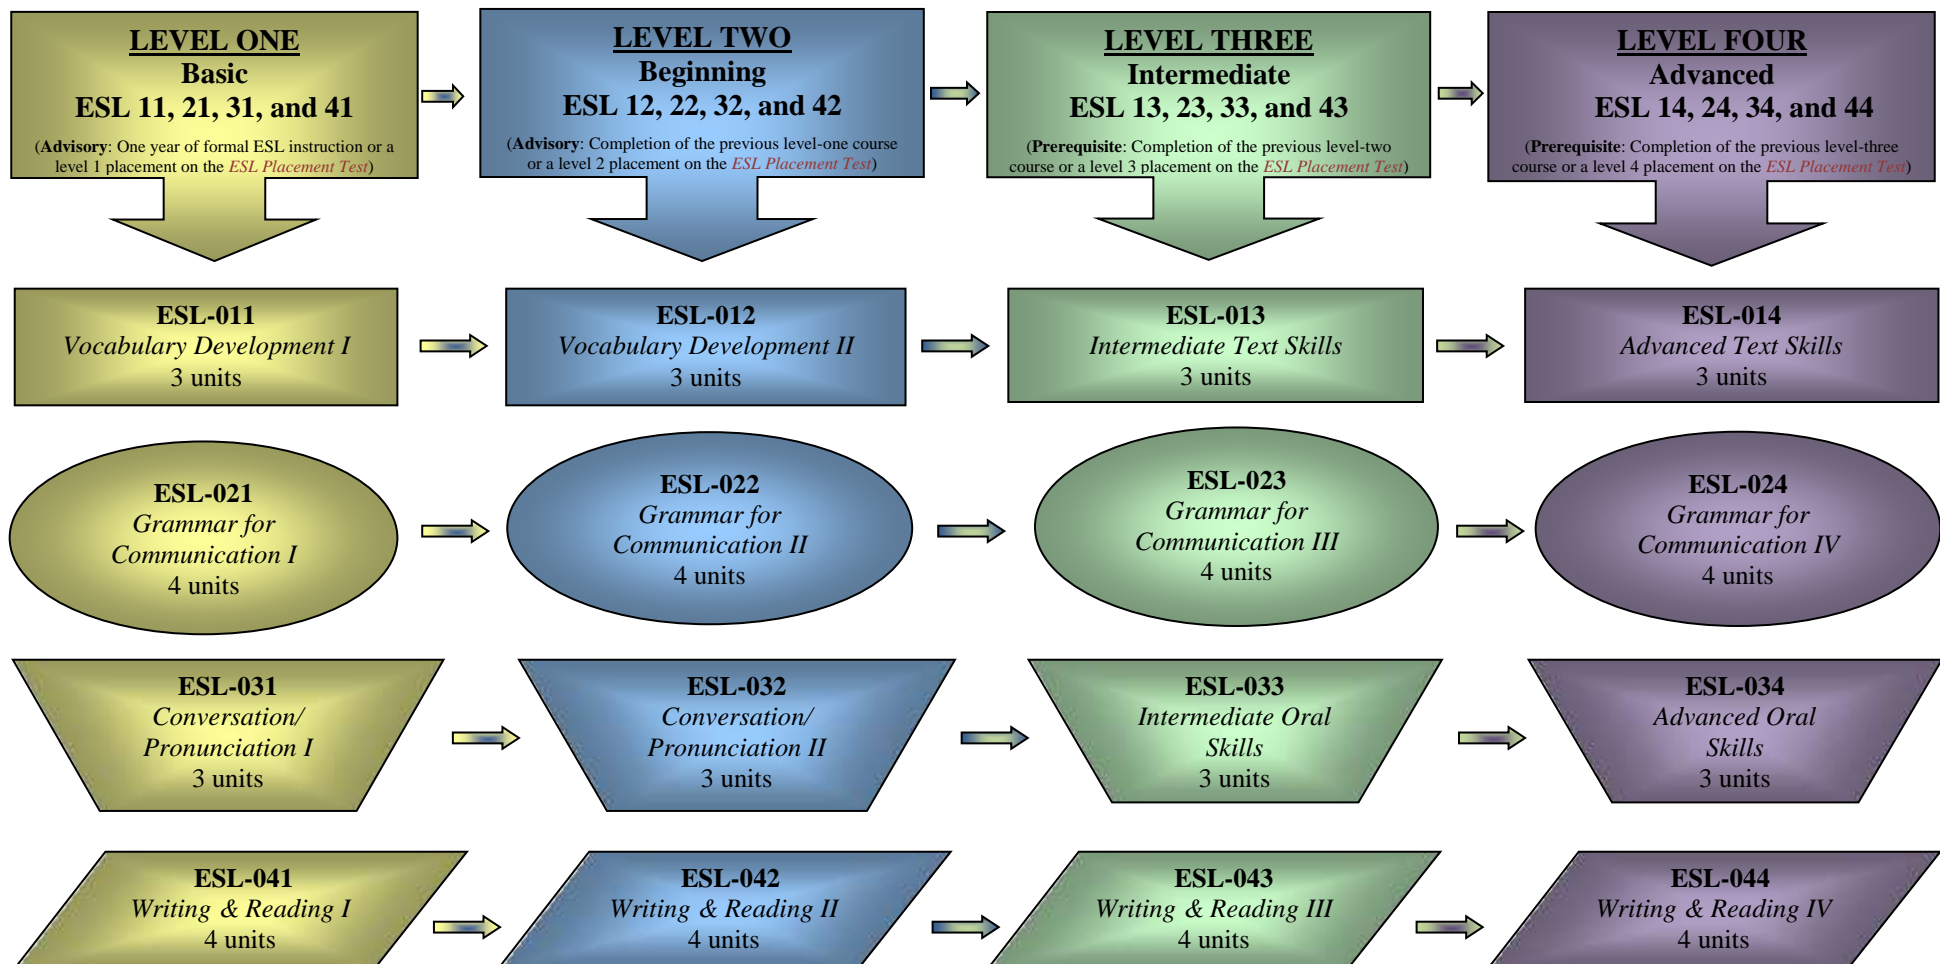 LEVEL ONE
Basic
ESL 11, 21, 31, and 41
(Advisory: One year of formal ESL instruction or a
level 1 placement on the ESL Placement Test)
LEVEL TWO
Beginning
ESL 12, 22, 32, and 42
(Advisory: Completion of the previous level-one course
or a level 2 placement on the ESL Placement Test)
LEVEL THREE
Intermediate
ESL 13, 23, 33, and 43
(Prerequisite: Completion of the previous level-two
course or a level 3 placement on the ESL Placement Test)
LEVEL FOUR
Advanced
ESL 14, 24, 34, and 44
(Prerequisite: Completion of the previous level-three
course or a level 4 placement on the ESL Placement Test)
ESL-011
Vocabulary Development I
3 units
ESL-012
Vocabulary Development II
3 units
ESL-013
Intermediate Text Skills
3 units
ESL-014
Advanced Text Skills
3 units
ESL-021
Grammar for
Communication I
4 units
ESL-022
Grammar for
Communication II
4 units
ESL-023
Grammar for
Communication III
4 units
ESL-024
Grammar for
Communication IV
4 units
ESL-031
Conversation/
Pronunciation I
3 units
ESL-032
Conversation/
Pronunciation II
3 units
ESL-033
Intermediate Oral
Skills
3 units
ESL-034
Advanced Oral
Skills
3 units
ESL-041
Writing & Reading I
4 units
ESL-042
Writing & Reading II
4 units
ESL-043
Writing & Reading III
4 units
ESL-044
Writing & Reading IV
4 units